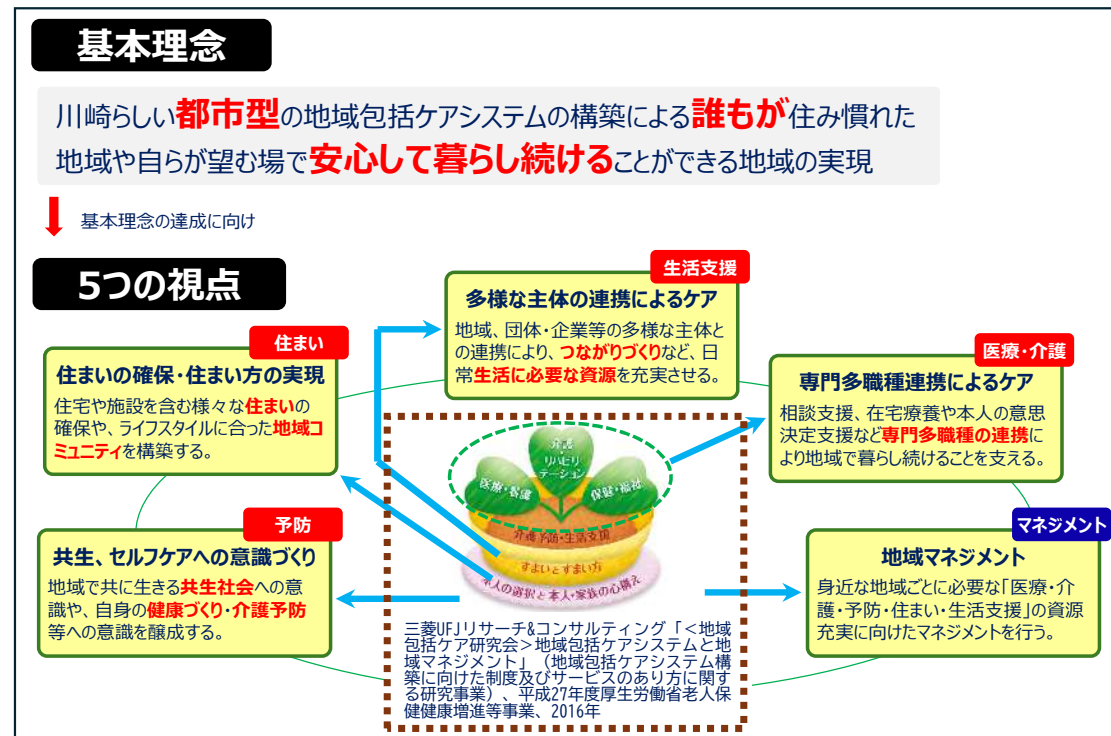 基本理念
川崎らしい都市型の地域包括ケアシステムの構築による誰もが住み慣れた
地域や自らが望む場で安心して暮らし続けることができる地域の実現
基本理念の達成に向け
5つの視点
生活支援
多様な主体の連携によるケア
地域、団体・企業等の多様な主体と
の連携により、つながりづくりなど、日
常生活に必要な資源を充実させる。
住まい
住まいの確保・住まい方の実現
住宅や施設を含む様々な住まいの
確保や、ライフスタイルに合った地域コ
ミュニティを構築する。
医療・介護
専門多職種連携によるケア
相談支援、在宅療養や本人の意思
決定支援など専門多職種の連携に
より地域で暮らし続けることを支える。
予防
共生、セルフケアへの意識づくり
地域で共に生きる共生社会への意
識や、自身の健康づくり・介護予防
等への意識を醸成する。
マネジメント
地域マネジメント
身近な地域ごとに必要な「医療・介
護・予防・住まい・生活支援」の資源
充実に向けたマネジメントを行う。
介護
・
リハビリ
テーション
医療・看護
保健・福祉
介護予防・生活支援
すまいとすまい方
本人の選択と本人・家族の心構え
三菱UFJリサーチ&コンサルティング「<地域
包括ケア研究会>地域包括ケアシステムと地
域マネジメント」（地域包括ケアシステム構
築に向けた制度及びサービスのあり方に関す
る研究事業）、平成27年度厚生労働省老人保
健健康増進等事業、2016年